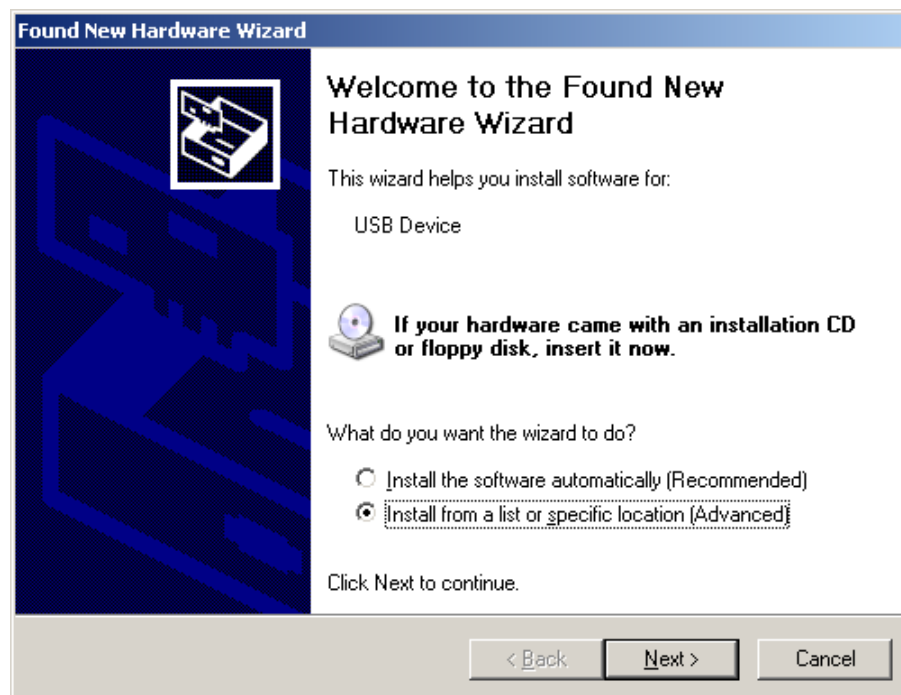 Found New Hardware Wizard
Welcome to the Found New
Hardware Wizard
This wizard helps you install software for:
USB Device
If your hardware came with an installation CD
or floppy disk, insert it now.
What do you want the wizard to do?
Install the software automatically (Recommended)
Install from a list or specific location (Advanced)
Click Next to continue.
< Back Next > Cancel